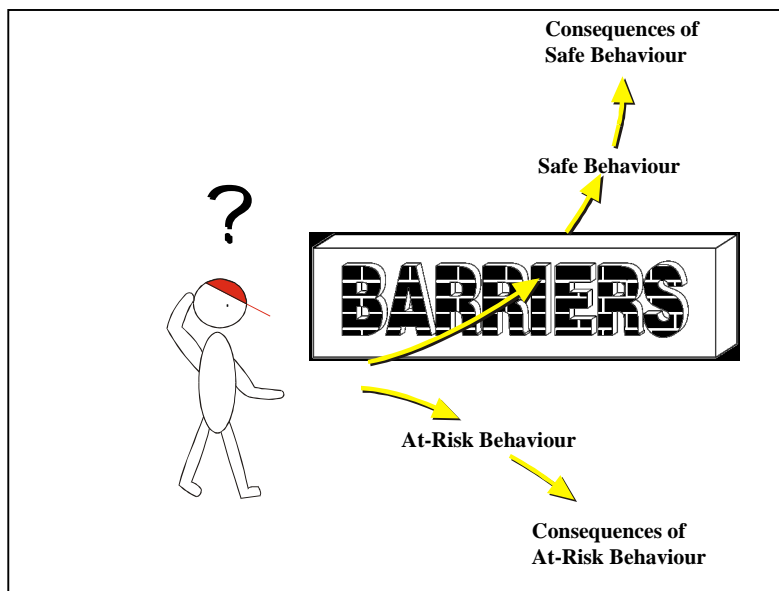 Consequences of
Safe Behaviour
Safe Behaviour
?
BARRIERS
At-Risk Behaviour
Consequences of
At-Risk Behaviour